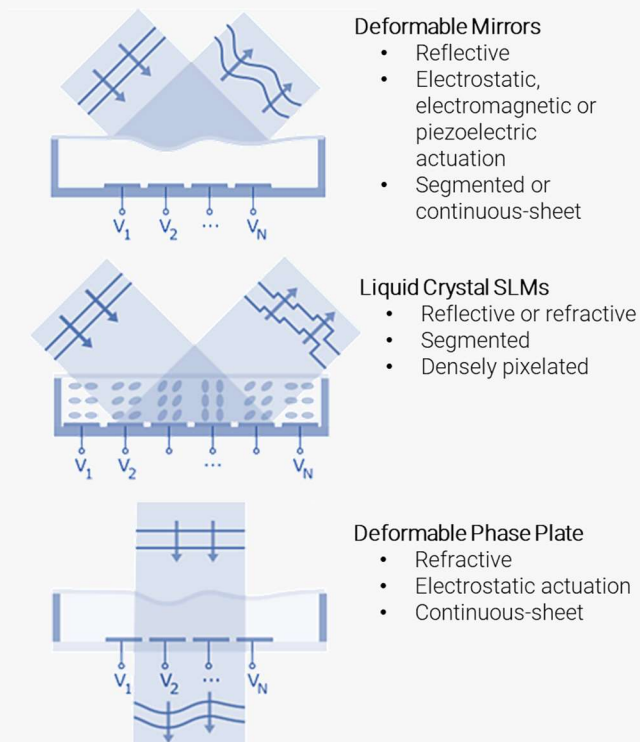 Deformable Mirrors
• Reflective
• Electrostatic,
electromagnetic or
piezoelectric
actuation
• Segmented or
continuous-sheet
V1 V2 ... VN
Liquid Crystal SLMs
• Reflective or refractive
• Segmented
• Densely pixelated
V1 V2 ... VN
Deformable Phase Plate
• Refractive
• Electrostatic actuation
• Continuous-sheet
V1 V2 ... VN